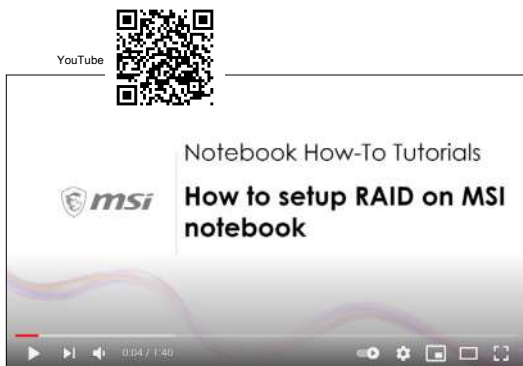 YouTube
Notebook How-To Tutorials
msi
How to setup RAID on MSI
notebook
0:04 / 1:40